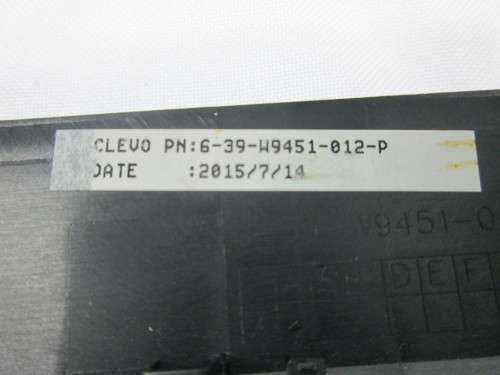 CLEVO PN:6-39-W9451-012-P
DATE :2015/7/14
W9451-0
D E F